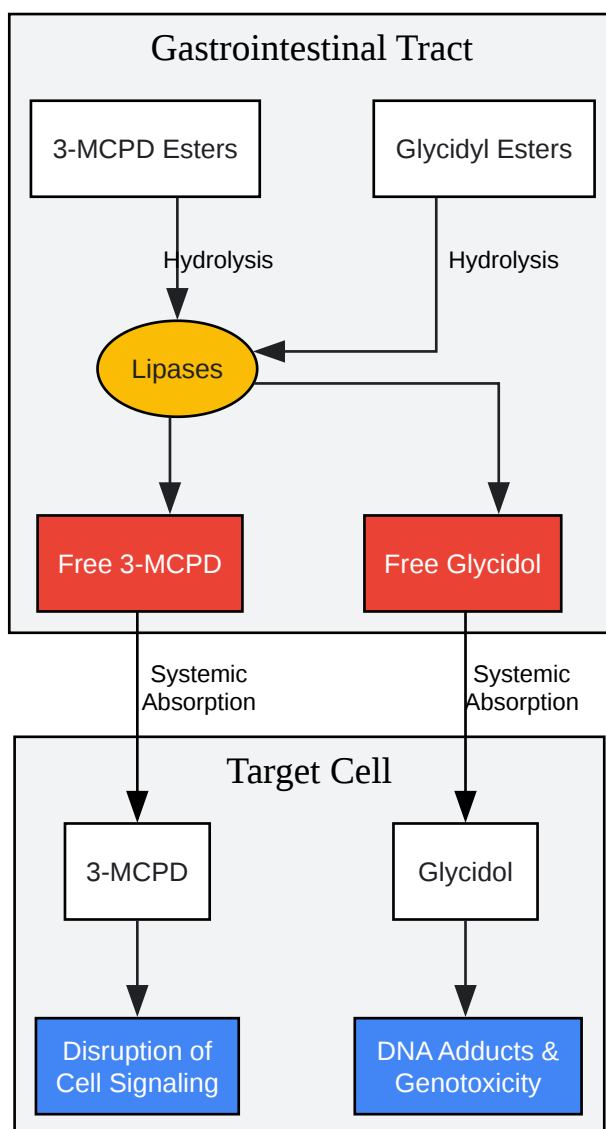 Gastrointestinal Tract
3-MCPD Esters
Glycidyl Esters
Hydrolysis
Hydrolysis
Lipases
Free 3-MCPD
Free Glycidol
Systemic
Absorption
Systemic
Absorption
Target Cell
3-MCPD
Glycidol
Disruption of
Cell Signaling
DNA Adducts &
Genotoxicity